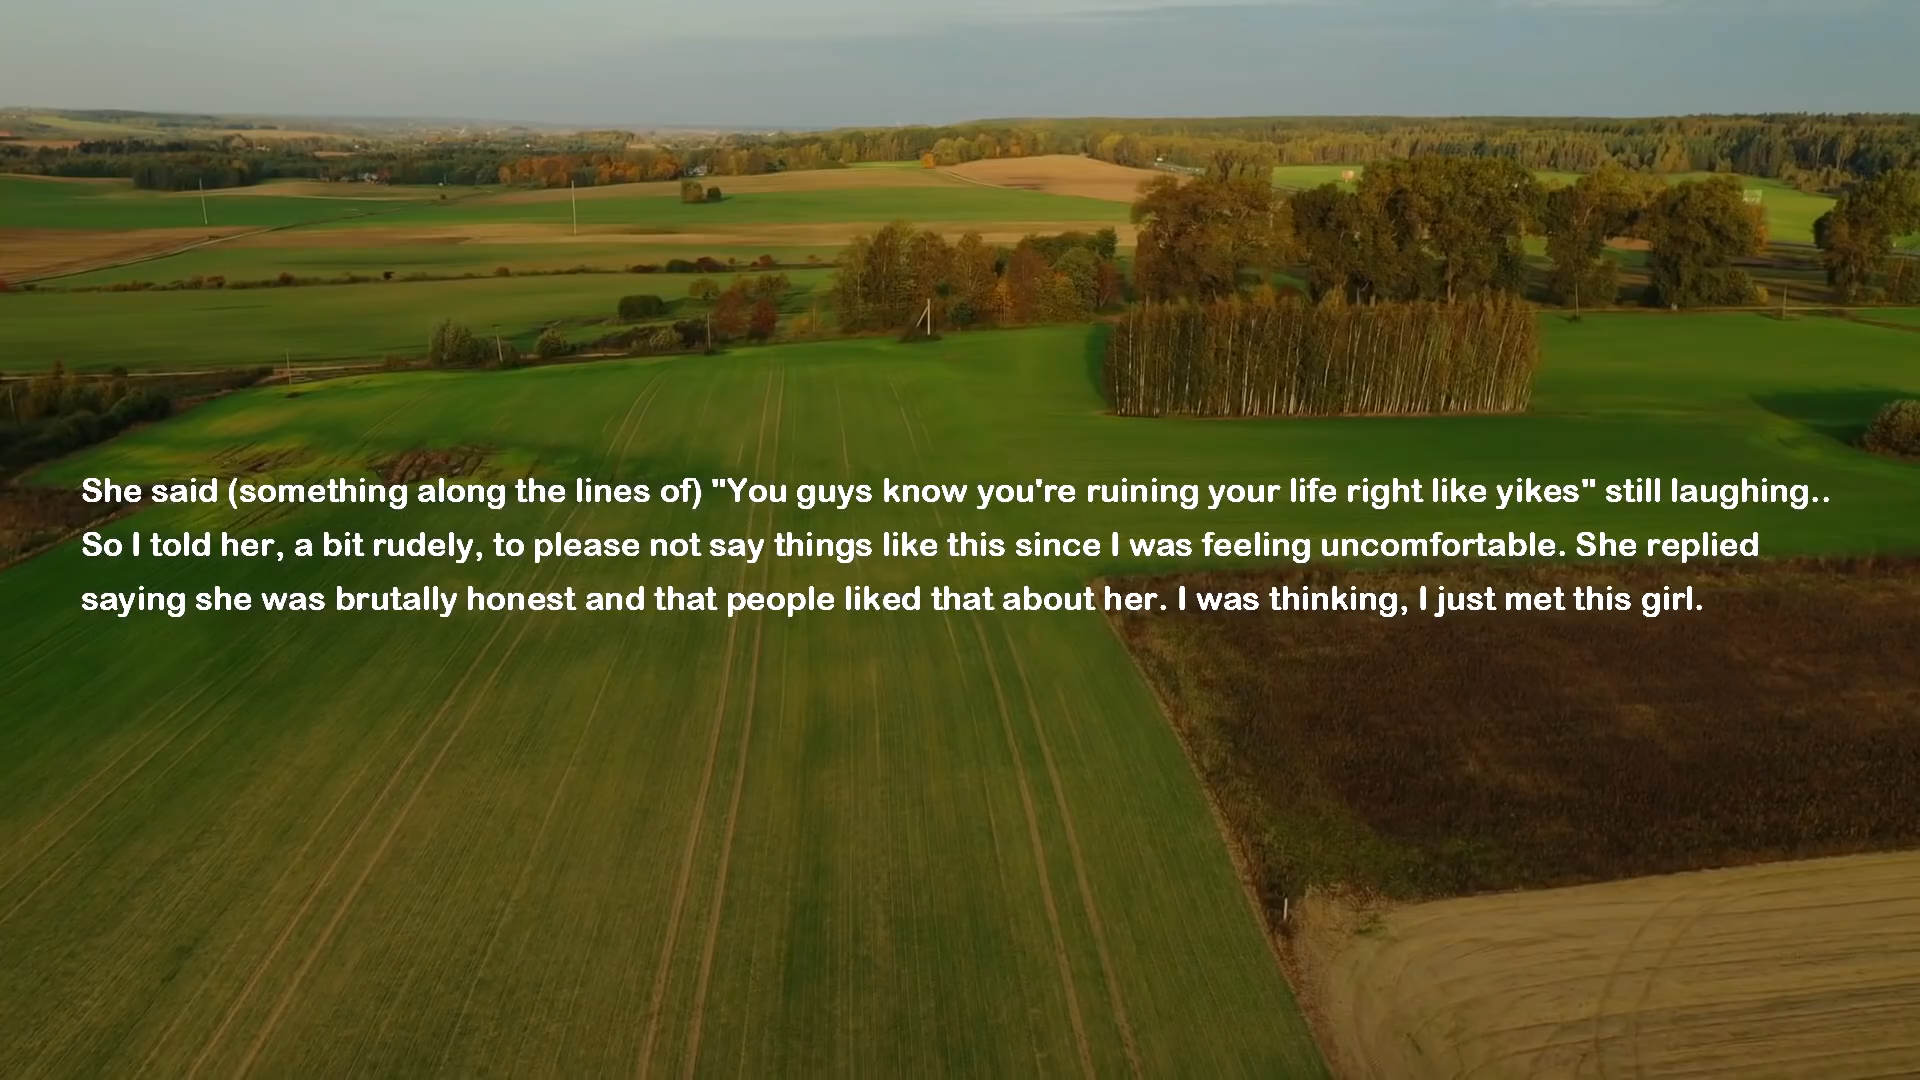 She said (something along the lines of) "You guys know you're ruining your life right like yikes" still laughing..
So I told her, a bit rudely, to please not say things like this since I was feeling uncomfortable. She replied
saying she was brutally honest and that people liked that about her. I was thinking, I just met this girl.